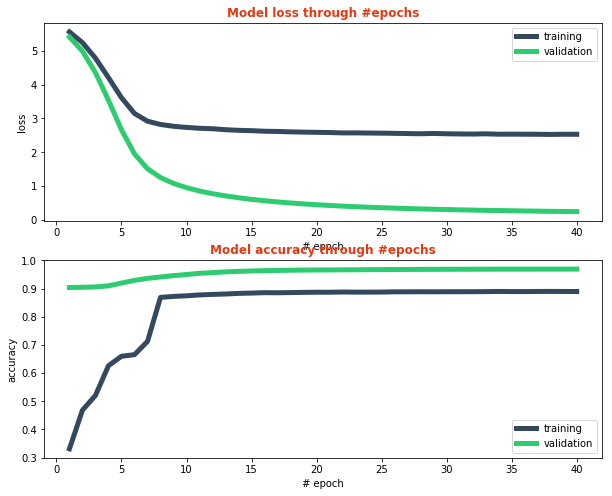 Model loss through #epochs
training
validation
5
4
3
2
1
0
loss
0 5 10 15 20 25 30 35 40
# epoch
Model accuracy through #epochs
1.0
0.9
0.8
0.7
0.6
0.5
0.4
0.3
accuracy
training
validation
0 5 10 15 20 25 30 35 40
# epoch